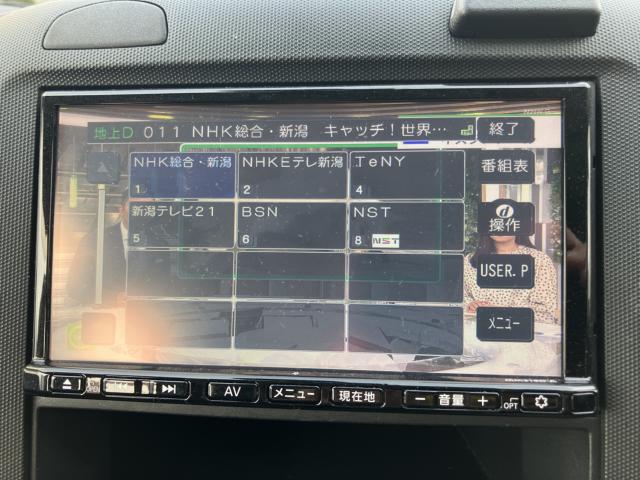 地上D 011 NHK総合・新潟 キャッチ！世界… 終了
NHK総合・新潟 NHKEテレ新潟 TeNY 番組表
1 2 4
新潟テレビ21 BSN NST 操作
5 6 8 NST
USER.P
メニュー
AV メニュー 現在地 － 音量 ＋ OPT